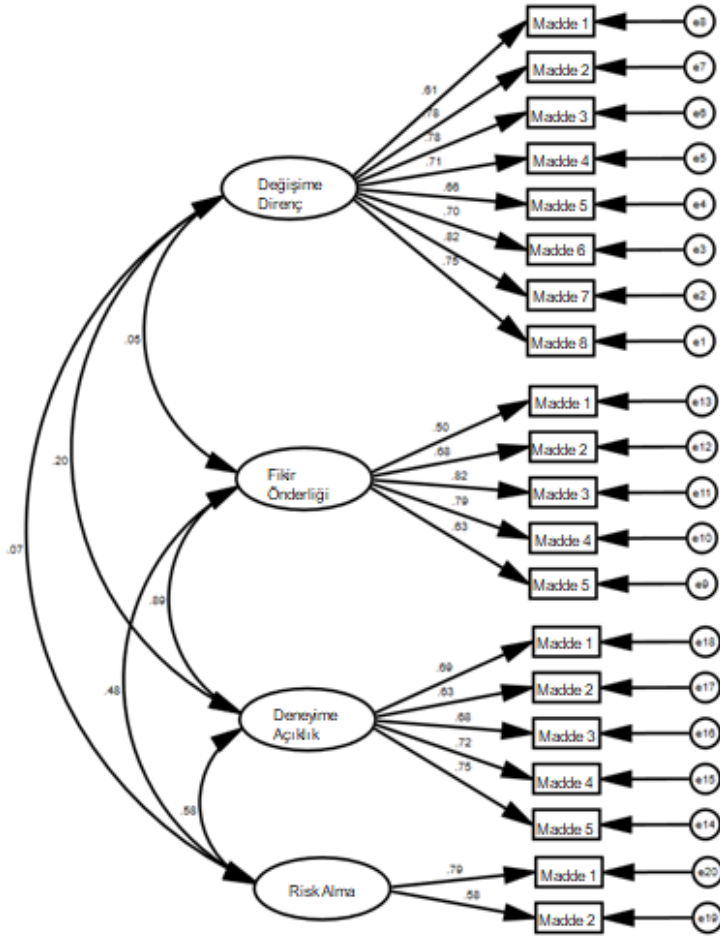 Madde 1
e8
.61
Madde 2
e7
.78
Madde 3
e6
.78
Madde 4
e5
.71
Değişime
Direnç
Madde 5
e4
.66
Madde 6
e3
.70
Madde 7
e2
.82
Madde 8
e1
.75
.05
Madde 1
e13
.50
Madde 2
e12
.68
Fikir
Önderliği
Madde 3
e11
.82
Madde 4
e10
.79
Madde 5
e9
.63
.20
.07
.89
.48
Madde 1
e18
.69
Madde 2
e17
.63
Deneyime
Açıklık
Madde 3
e16
.68
Madde 4
e15
.72
Madde 5
e14
.75
.58
Risk Alma
Madde 1
e20
.79
Madde 2
e19
.58